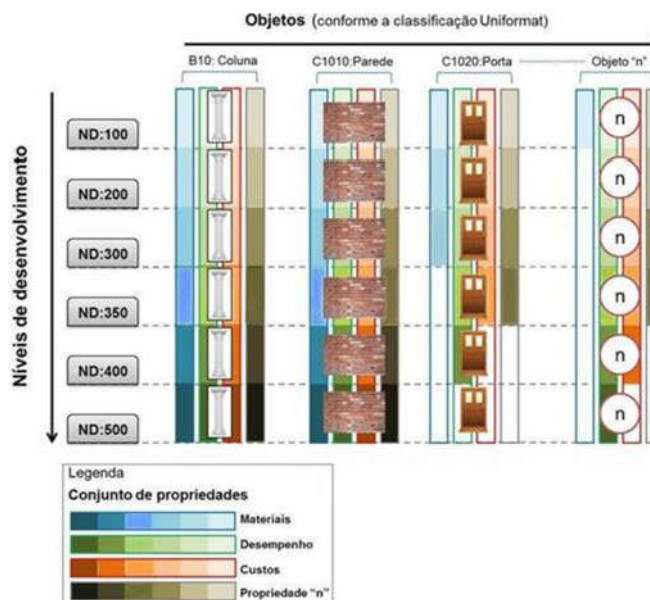 Objetos (conforme a classificação Uniformat)
B10: Coluna
C1010:Parede
C1020:Porta
Objeto "n"
Níveis de desenvolvimento
ND:100
n
ND:200
n
ND:300
n
ND:350
n
ND:400
n
ND:500
n
Legenda
Conjunto de propriedades
Materiais
Desempenho
Custos
Propriedade "n"